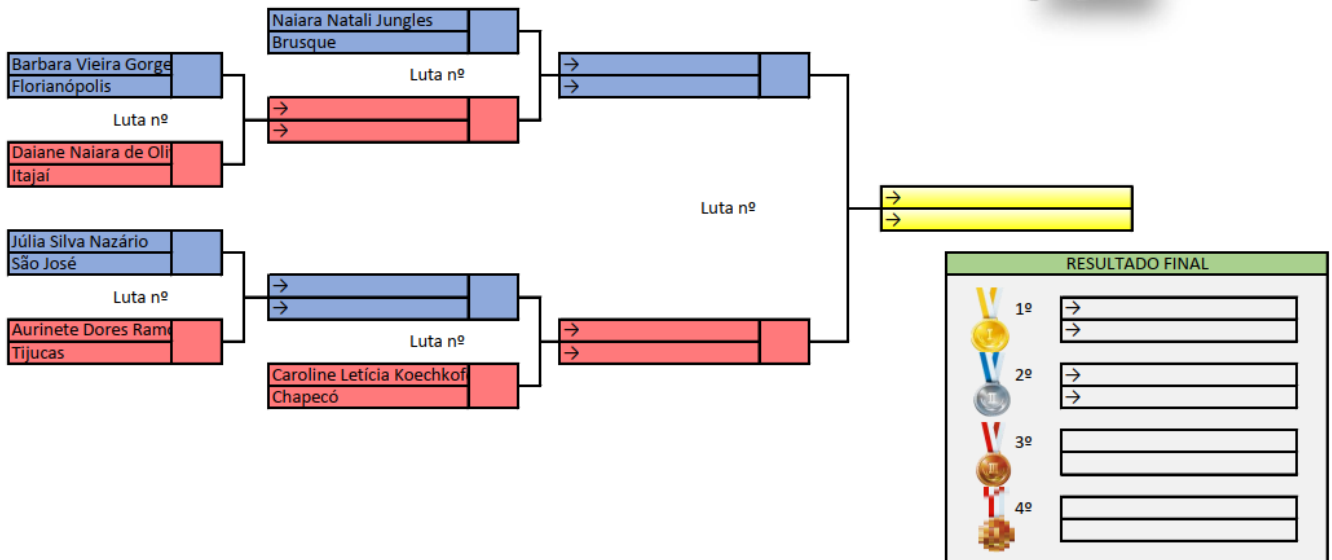 Naiara Natali Jungles
Brusque
Barbara Vieira Gorge
Florianópolis
Luta nº
→
→
Luta nº
→
→
Daiane Naiara de Oli
Itajaí
Luta nº
→
→
Júlia Silva Nazário
São José
Luta nº
→
→
Aurinete Dores Ramo
Tijucas
Luta nº
→
→
Caroline Letícia Koechkof
Chapecó
RESULTADO FINAL
1º →
→
2º →
→
3º
4º